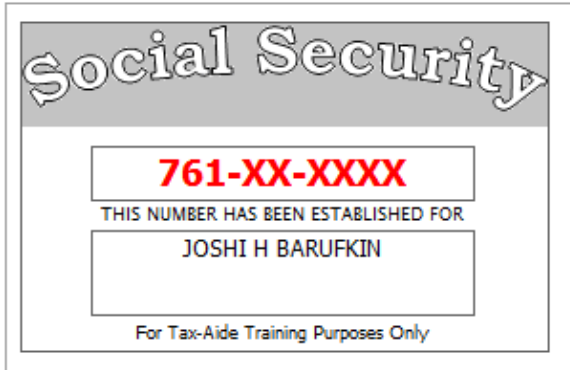 Social Security
761-XX-XXXX
THIS NUMBER HAS BEEN ESTABLISHED FOR
JOSHI H BARUFKIN
For Tax-Aide Training Purposes Only